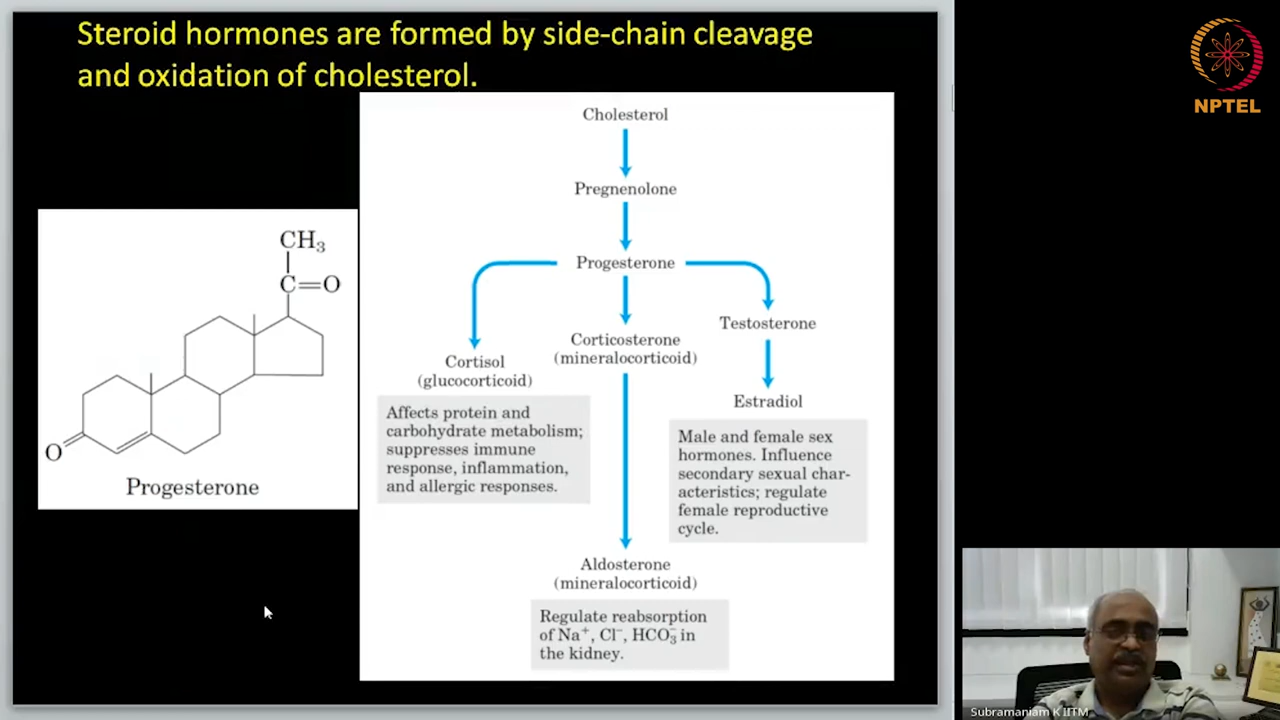 Steroid hormones are formed by side-chain cleavage
and oxidation of cholesterol.
NPTEL
CH₃
C=O
O
Progesterone
Cholesterol
Pregnenolone
Progesterone
Cortisol
(glucocorticoid)
Affects protein and
carbohydrate metabolism;
suppresses immune
response, inflammation,
and allergic responses.
Corticosterone
(mineralocorticoid)
Testosterone
Estradiol
Male and female sex
hormones. Influence
secondary sexual char-
acteristics; regulate
female reproductive
cycle.
Aldosterone
(mineralocorticoid)
Regulate reabsorption
of Na⁺, Cl⁻, HCO₃⁻ in
the kidney.
Subramaniam K IITM